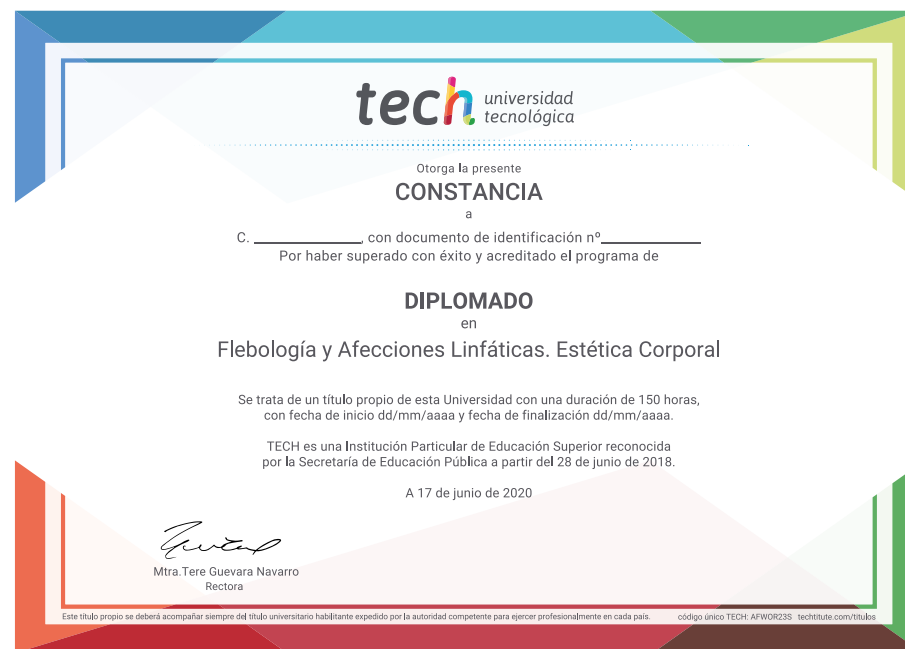 tech universidad
tecnológica
Otorga la presente
CONSTANCIA
a
C. ____________, con documento de identificación nº____________
Por haber superado con éxito y acreditado el programa de
DIPLOMADO
en
Flebología y Afecciones Linfáticas. Estética Corporal
Se trata de un título propio de esta Universidad con una duración de 150 horas,
con fecha de inicio dd/mm/aaaa y fecha de finalización dd/mm/aaaa.
TECH es una Institución Particular de Educación Superior reconocida
por la Secretaría de Educación Pública a partir del 28 de junio de 2018.
A 17 de junio de 2020
Mtra.Tere Guevara Navarro
Rectora
Este título propio se deberá acompañar siempre del título universitario habilitante expedido por la autoridad competente para ejercer profesionalmente en cada país. código único TECH: AFWOR23S techtitute.com/titulos